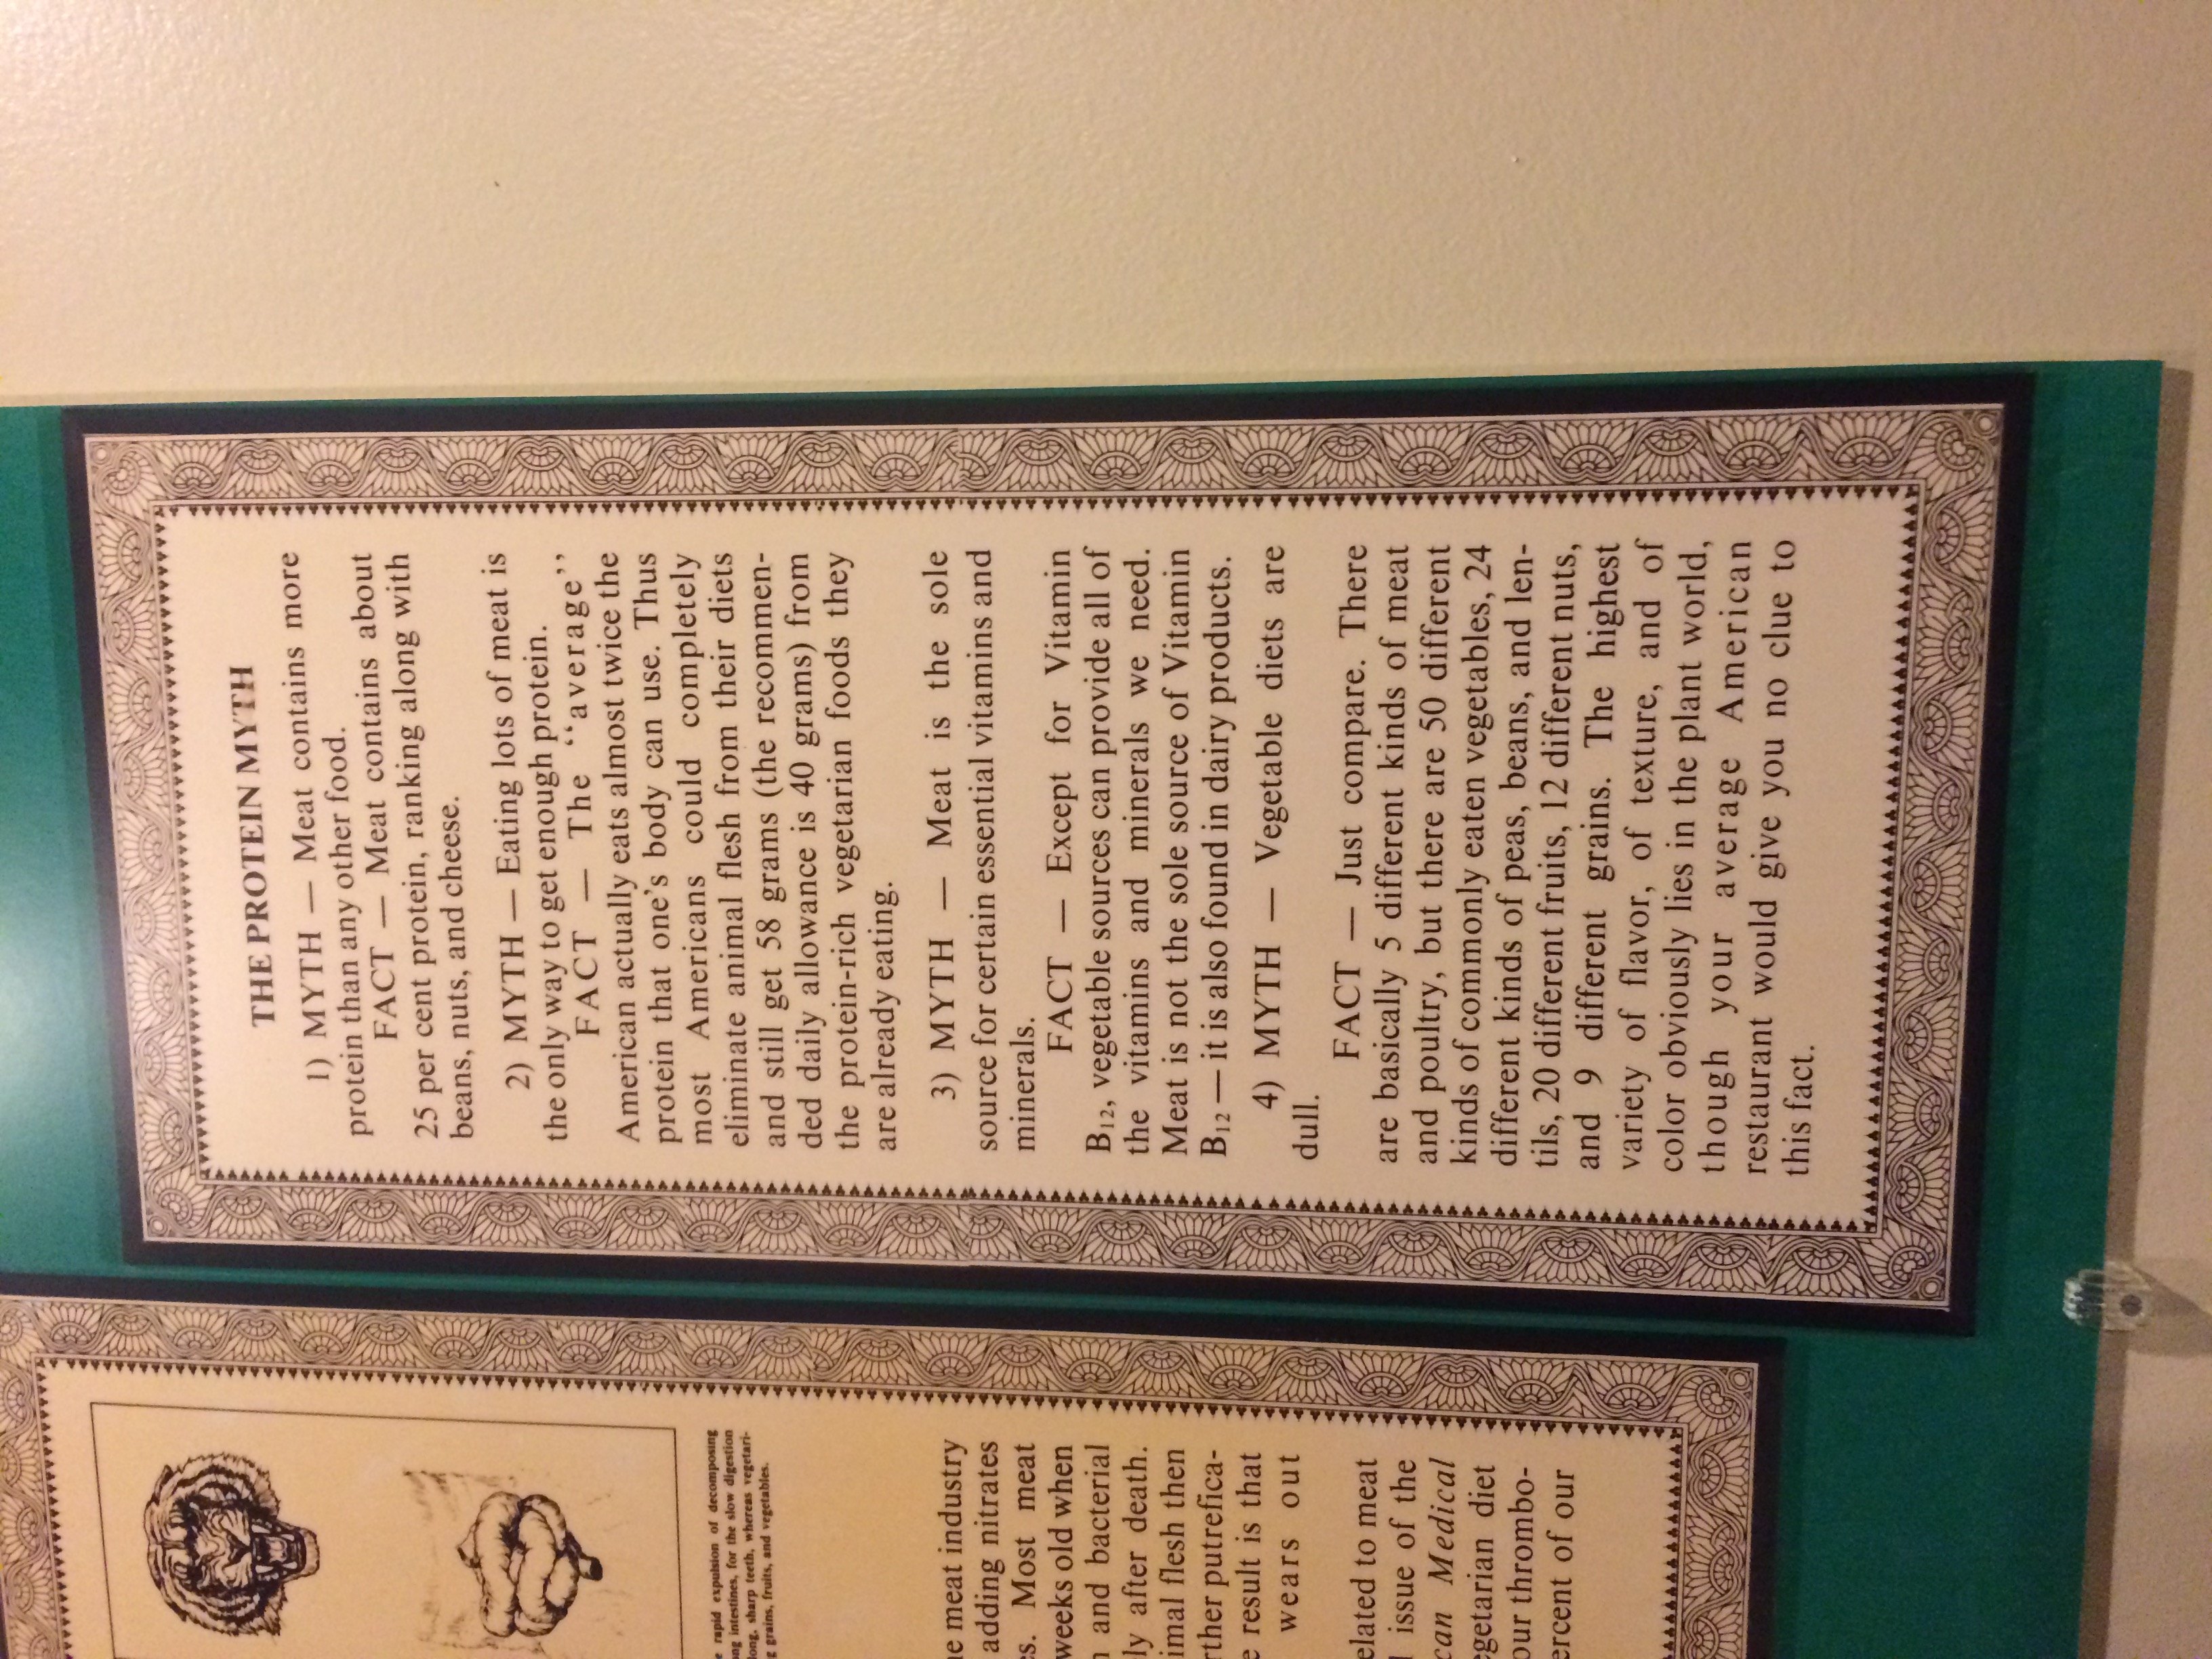 THE PROTEIN MYTH
1) MYTH — Meat contains more
protein than any other food.
FACT — Meat contains about
25 per cent protein, ranking along with
beans, nuts, and cheese.
2) MYTH — Eating lots of meat is
the only way to get enough protein.
FACT — The ‘‘average’’
American actually eats almost twice the
protein that one's body can use. Thus
most Americans could completely
eliminate animal flesh from their diets
and still get 58 grams (the recommen-
ded daily allowance is 40 grams) from
the protein-rich vegetarian foods they
are already eating.
3) MYTH — Meat is the sole
source for certain essential vitamins and
minerals.
FACT — Except for Vitamin
B₁₂, vegetable sources can provide all of
the vitamins and minerals we need.
Meat is not the sole source of Vitamin
B₁₂ — it is also found in dairy products.
4) MYTH — Vegetable diets are
dull.
FACT — Just compare. There
are basically 5 different kinds of meat
and poultry, but there are 50 different
kinds of commonly eaten vegetables, 24
different kinds of peas, beans, and len-
tils, 20 different fruits, 12 different nuts,
and 9 different grains. The highest
variety of flavor, of texture, and of
color obviously lies in the plant world,
though your average American
restaurant would give you no clue to
this fact.
rapid expulsion of decomposing
intestines, for the slow digestion
sharp teeth, whereas vegetari-
grains, fruits, and vegetables.
meat industry
adding nitrates
Most meat
weeks old when
and bacterial
after death.
flesh then
putrefica-
result is that
wears out
to meat
issue of the
Medical
diet
thrombo-
of our